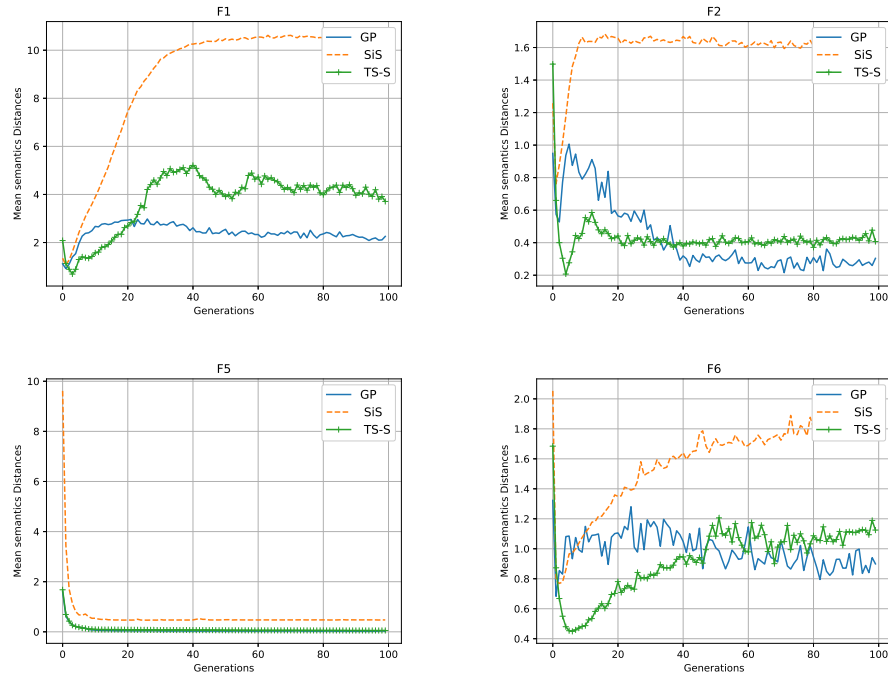 F1
Mean semantics Distances
10
8
6
4
2
0 20 40 60 80 100
Generations
GP
SiS
TS-S
F2
Mean semantics Distances
1.6
1.4
1.2
1.0
0.8
0.6
0.4
0.2
0 20 40 60 80 100
Generations
GP
SiS
TS-S
F5
Mean semantics Distances
10
8
6
4
2
0
0 20 40 60 80 100
Generations
GP
SiS
TS-S
F6
Mean semantics Distances
2.0
1.8
1.6
1.4
1.2
1.0
0.8
0.6
0.4
0 20 40 60 80 100
Generations
GP
SiS
TS-S